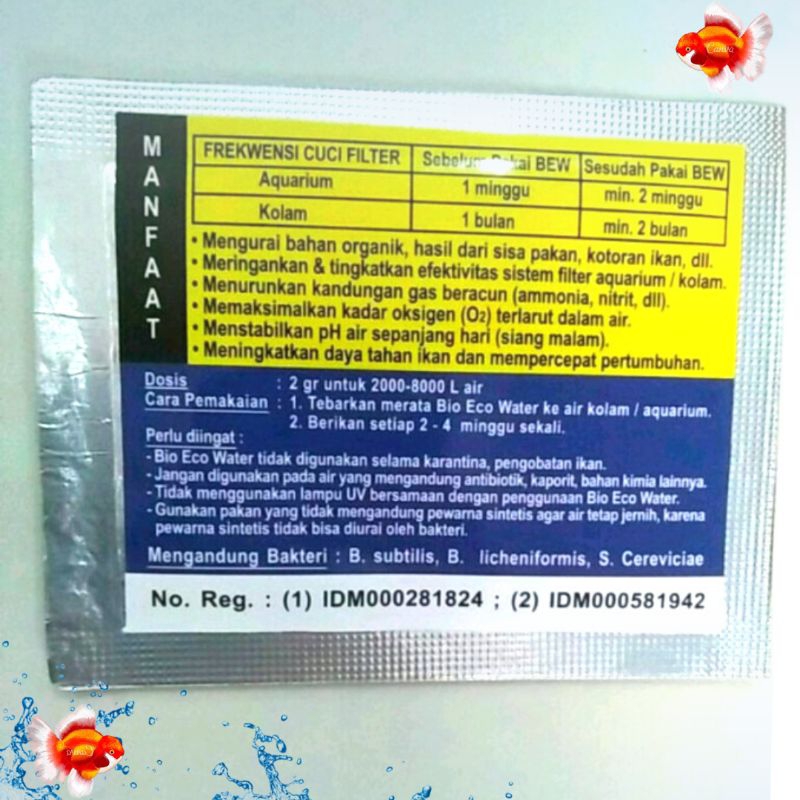 Canva
MANFAAT
FREKWENSI CUCI FILTER Sebelum Pakai BEW Sesudah Pakai BEW
Aquarium 1 minggu min. 2 minggu
Kolam 1 bulan min. 2 bulan
• Mengurai bahan organik, hasil dari sisa pakan, kotoran ikan, dll.
• Meringankan & tingkatkan efektivitas sistem filter aquarium / kolam.
• Menurunkan kandungan gas beracun (ammonia, nitrit, dll).
• Memaksimalkan kadar oksigen (O2) terlarut dalam air.
• Menstabilkan pH air sepanjang hari (siang malam).
• Meningkatkan daya tahan ikan dan mempercepat pertumbuhan.
Dosis : 2 gr untuk 2000-8000 L air
Cara Pemakaian : 1. Tebarkan merata Bio Eco Water ke air kolam / aquarium.
2. Berikan setiap 2 - 4 minggu sekali.
Perlu diingat :
- Bio Eco Water tidak digunakan selama karantina, pengobatan ikan.
- Jangan digunakan pada air yang mengandung antibiotik, kaporit, bahan kimia lainnya.
- Tidak menggunakan lampu UV bersamaan dengan penggunaan Bio Eco Water.
- Gunakan pakan yang tidak mengandung pewarna sintetis agar air tetap jernih, karena
pewarna sintetis tidak bisa diurai oleh bakteri.
Mengandung Bakteri : B. subtilis, B. licheniformis, S. Cereviciae
No. Reg. : (1) IDM000281824 ; (2) IDM000581942
Canva